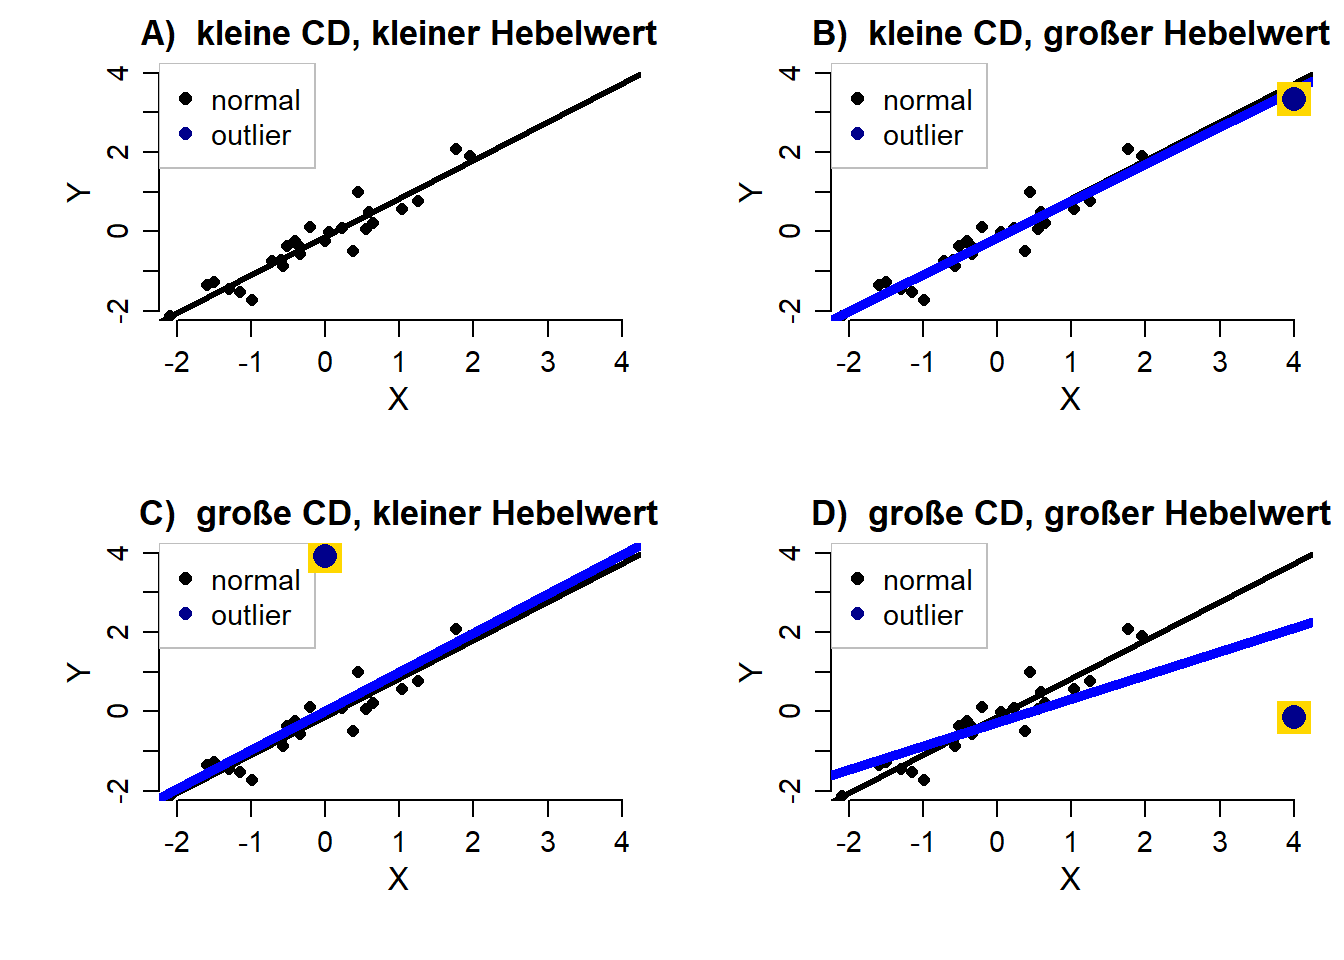 A)  kleine CD, kleiner Hebelwert
normal
outlier
Y
4
2
0
-2
-2 -1 0 1 2 3 4
X
B)  kleine CD, großer Hebelwert
normal
outlier
Y
4
2
0
-2
-2 -1 0 1 2 3 4
X
C)  große CD, kleiner Hebelwert
normal
outlier
Y
4
2
0
-2
-2 -1 0 1 2 3 4
X
D)  große CD, großer Hebelwert
normal
outlier
Y
4
2
0
-2
-2 -1 0 1 2 3 4
X